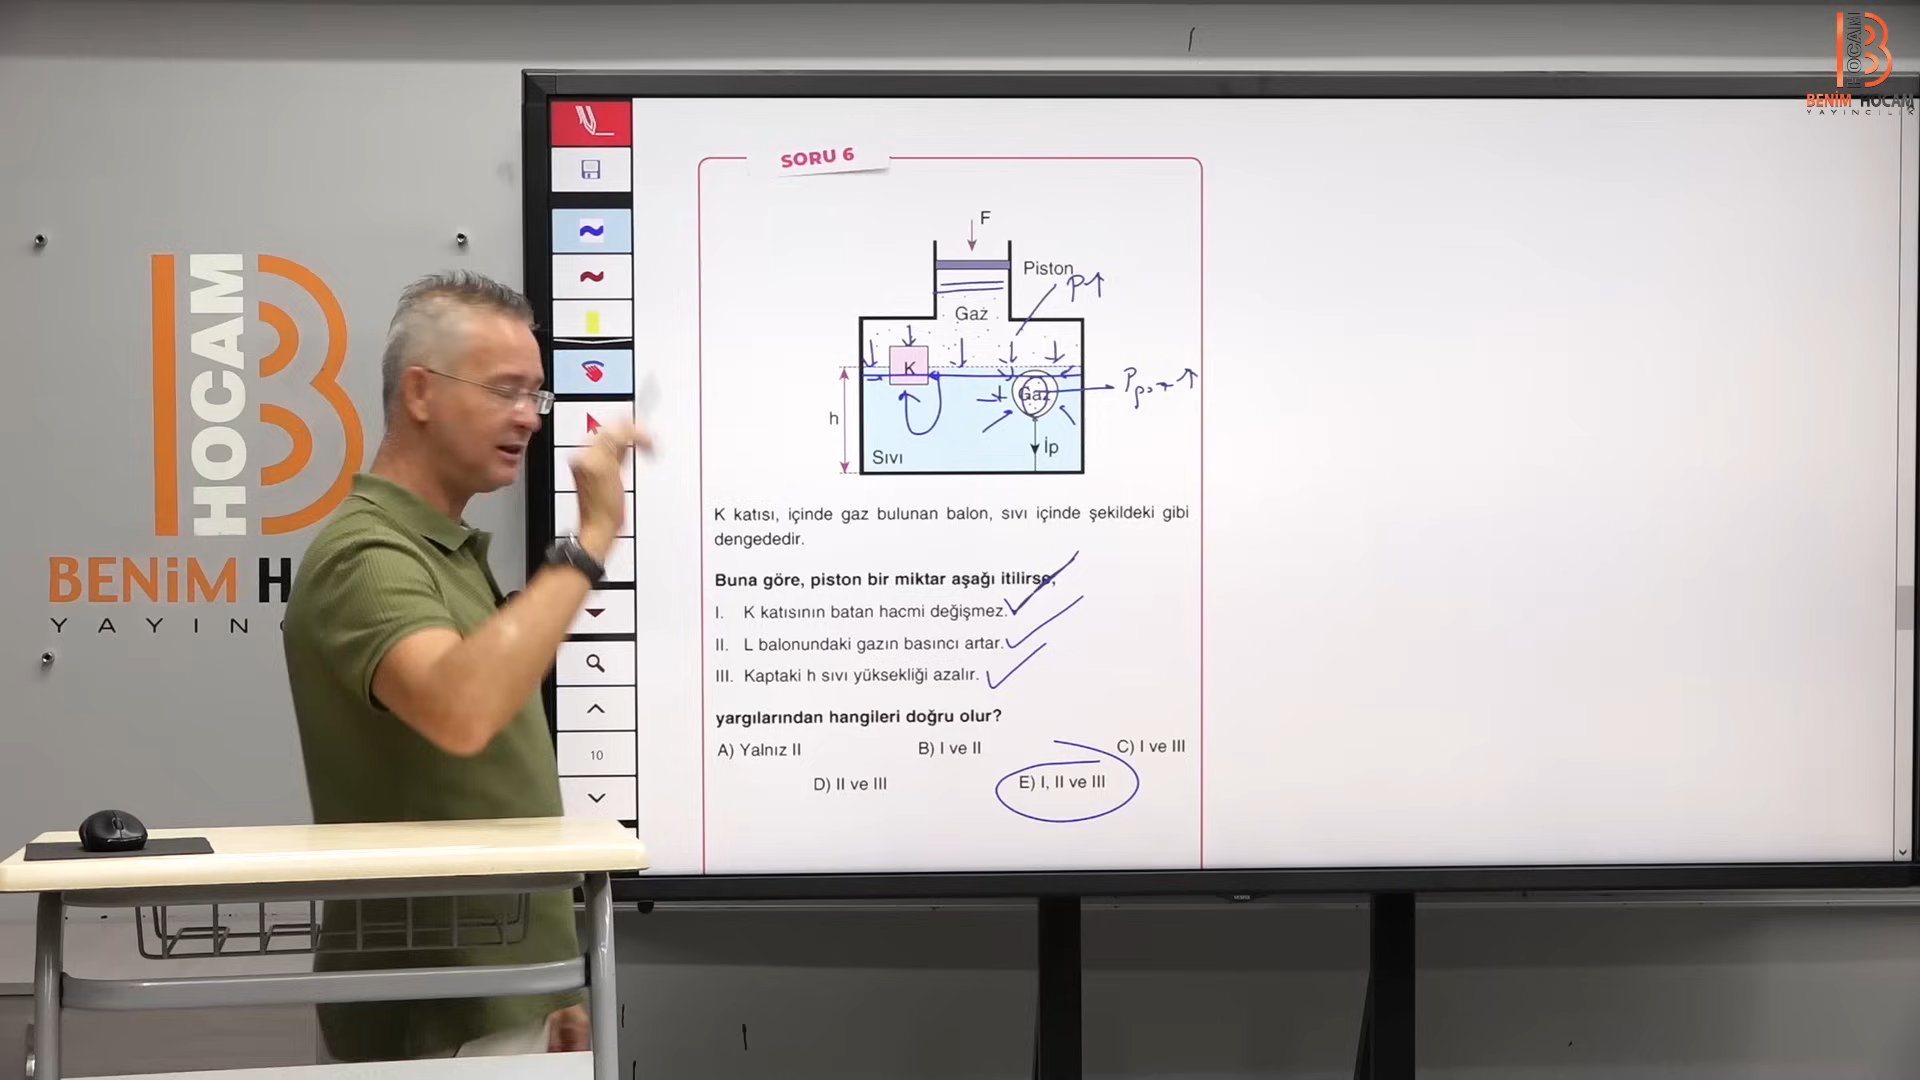 HOCAM
BENİM HOCAM
YAYINCILIK
HOCAM
BENİM H
YAYIN
SORU 6
F
Piston
P↑
Gaz
K
Gaz
P
↑
h
İp
Sıvı
K katısı, içinde gaz bulunan balon, sıvı içinde şekildeki gibi
dengededir.
Buna göre, piston bir miktar aşağı itilirse,
I. K katısının batan hacmi değişmez.
II. L balonundaki gazın basıncı artar.
III. Kaptaki h sıvı yüksekliği azalır.
yargılarından hangileri doğru olur?
A) Yalnız II B) I ve II C) I ve III
D) II ve III E) I, II ve III
10